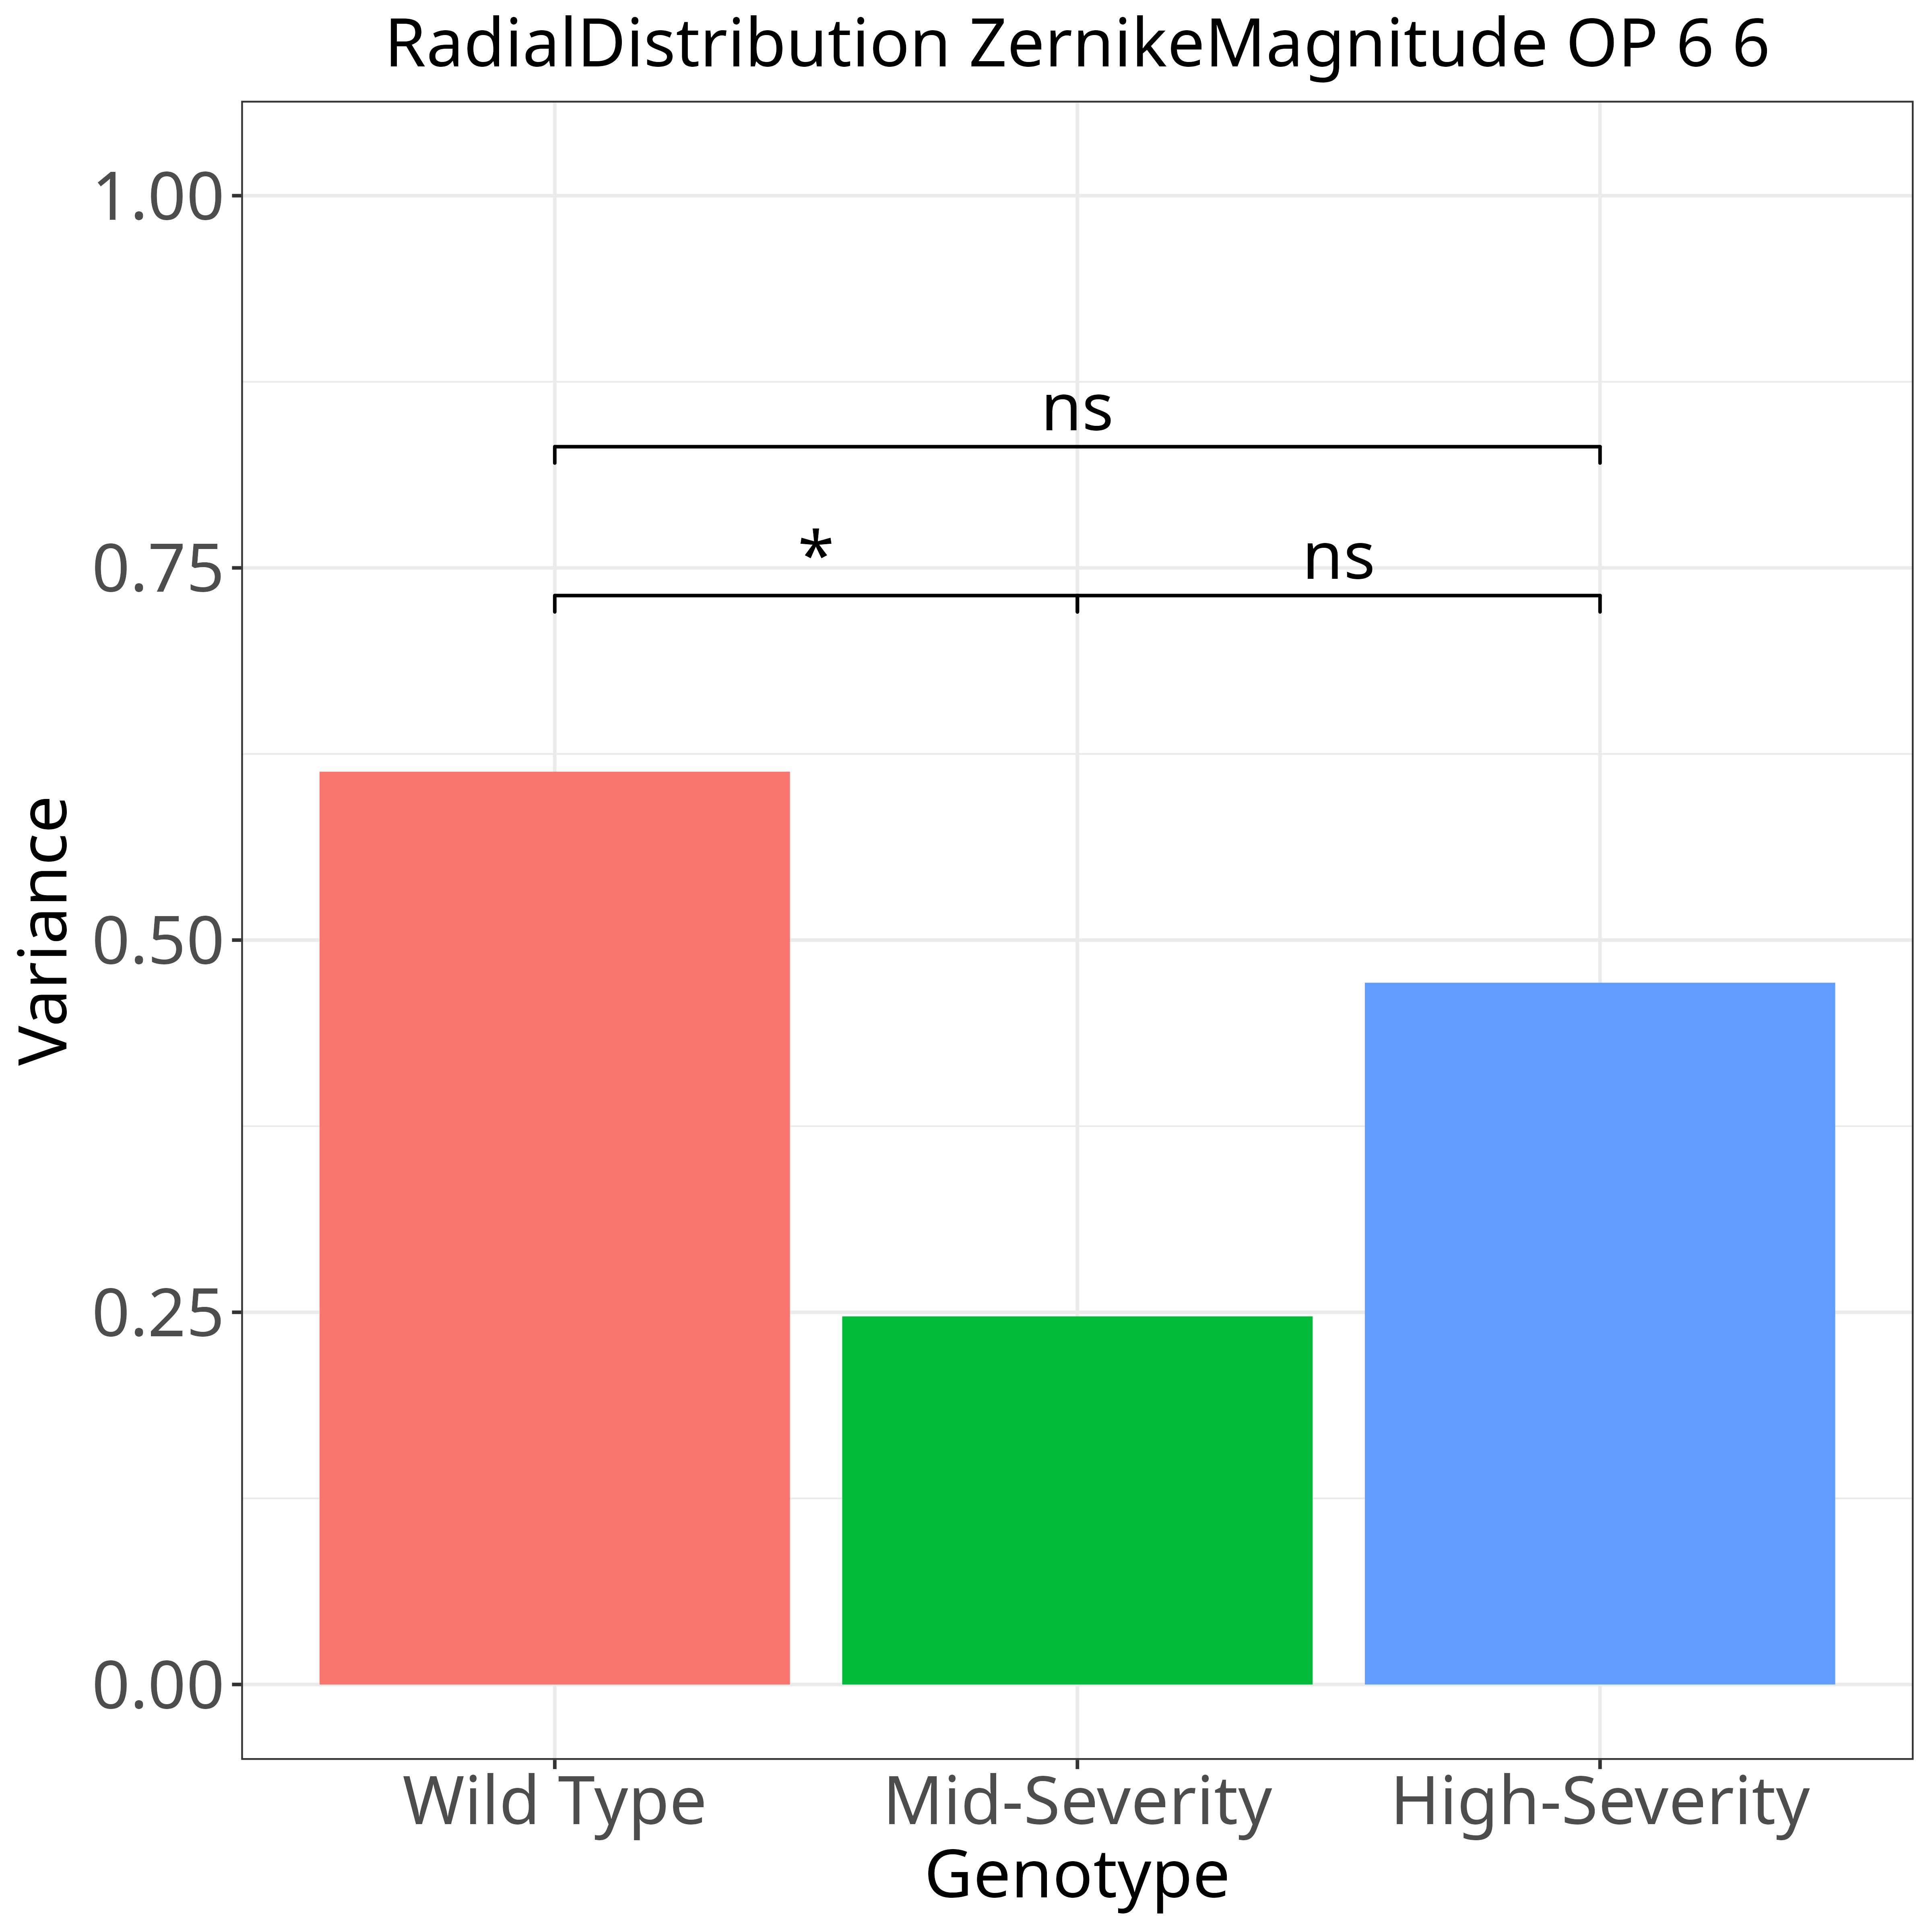 RadialDistribution ZernikeMagnitude OP 6 6
1.00
ns
0.75
* ns
Variance
0.50
0.25
0.00
Wild Type Mid-Severity High-Severity
Genotype